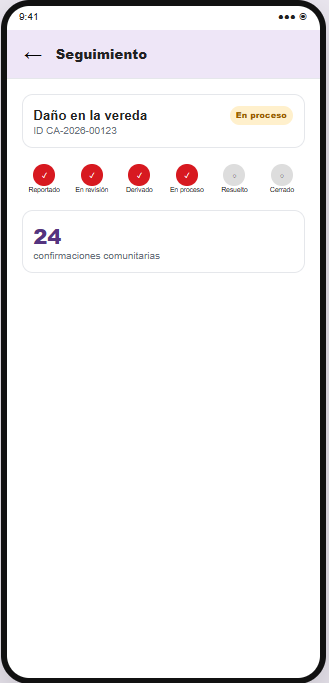 9:41
← Seguimiento
Daño en la vereda
En proceso
ID CA-2026-00123
✓ ✓ ✓ ✓ ○ ○
Reportado En revisión Derivado En proceso Resuelto Cerrado
24
confirmaciones comunitarias